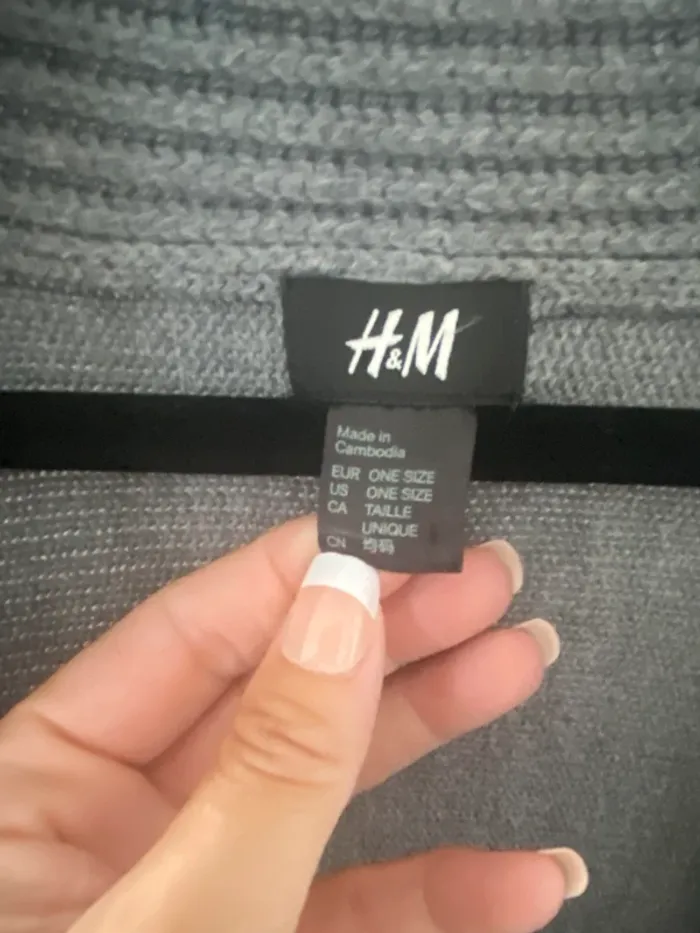 H&M
Made in
Cambodia
EUR ONE SIZE
US ONE SIZE
CA TAILLE
UNIQUE
CN 均码